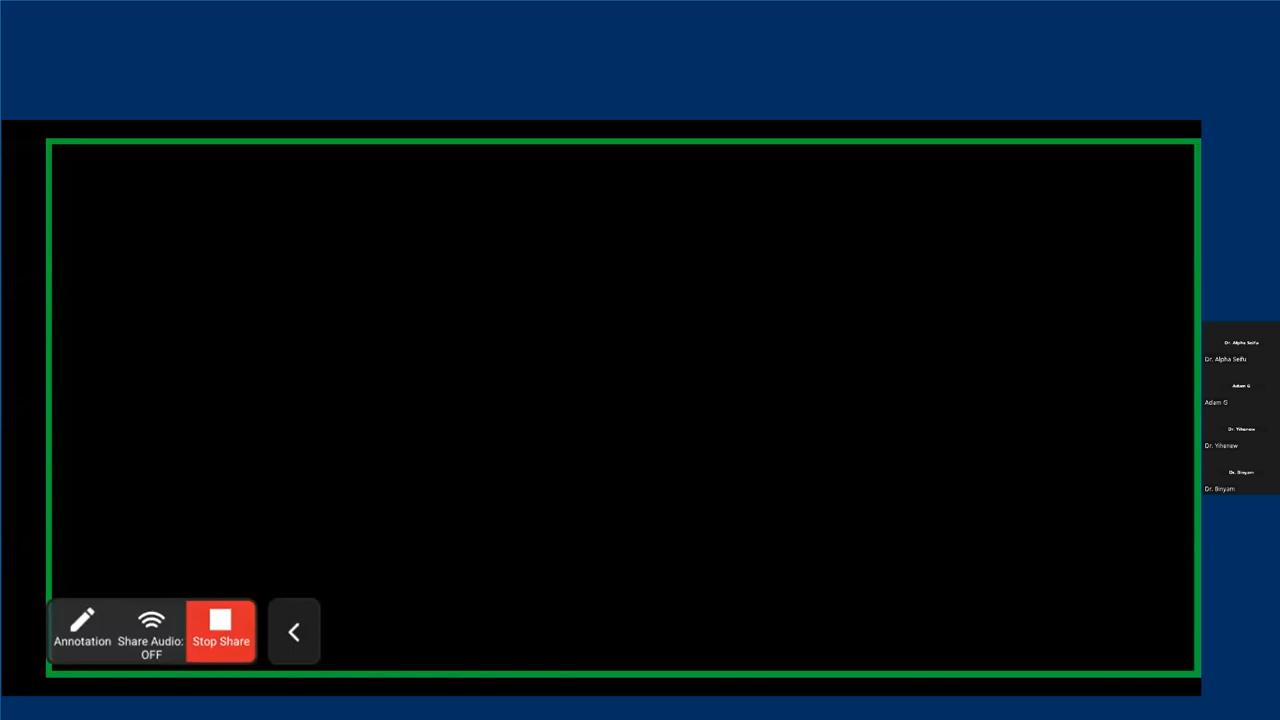 Dr. Alpha Seifu
Dr. Alpha Seifu
Adam G
Adam G
Dr. Yihenew
Dr. Yihenew
Dr. Binyam
Dr. Binyam
Annotation
Share Audio:
OFF
Stop Share